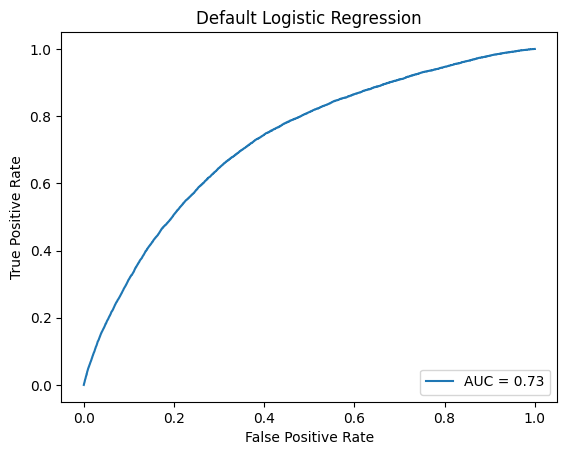 Default Logistic Regression
True Positive Rate
1.0
0.8
0.6
0.4
0.2
0.0
AUC = 0.73
0.0 0.2 0.4 0.6 0.8 1.0
False Positive Rate